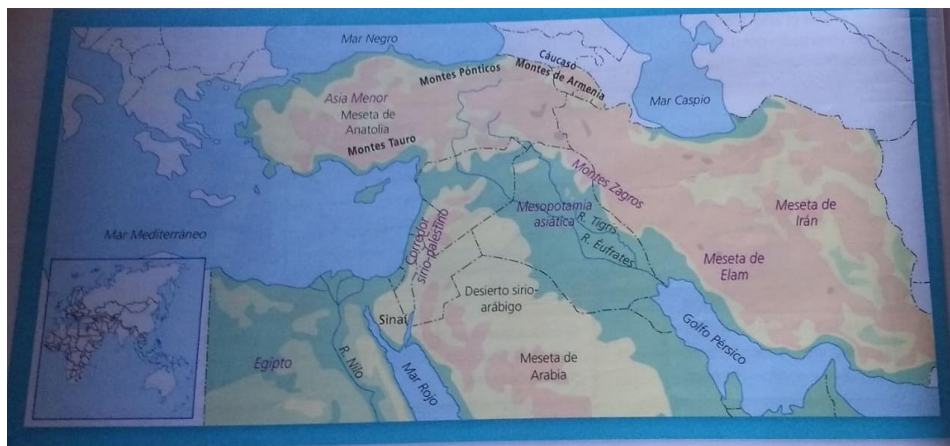 Mar Negro
Cáucaso
Montes Pónticos
Montes de Armenia
Mar Caspio
Asia Menor
Meseta de
Anatolia
Montes Tauro
Montes Zagros
Mesopotamia
asiática
R. Tigris
R. Éufrates
Meseta de
Irán
Mar Mediterráneo
Corredor
sirio-palestino
Meseta de
Elam
Desierto sirio-
arábigo
Sinaí
Golfo Pérsico
Egipto
R. Nilo
Mar Rojo
Meseta de
Arabia